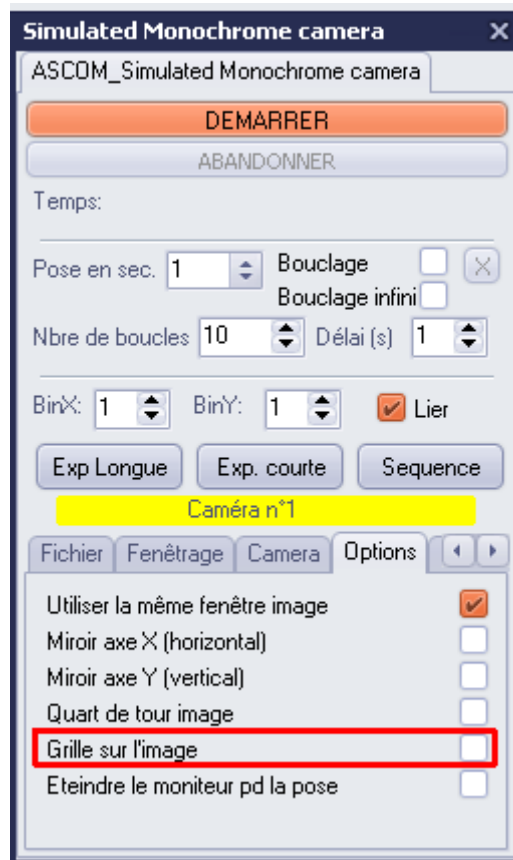 Simulated Monochrome camera
ASCOM_Simulated Monochrome camera
DEMARRER
ABANDONNER
Temps:
Pose en sec. 1 Bouclage X
Bouclage infini
Nbre de boucles 10 Délai (s) 1
BinX: 1 BinY: 1 Lier
Exp Longue Exp. courte Sequence
Caméra n°1
Fichier Fenêtrage Camera Options
Utiliser la même fenêtre image
Miroir axe X (horizontal)
Miroir axe Y (vertical)
Quart de tour image
Grille sur l'image
Eteindre le moniteur pd la pose